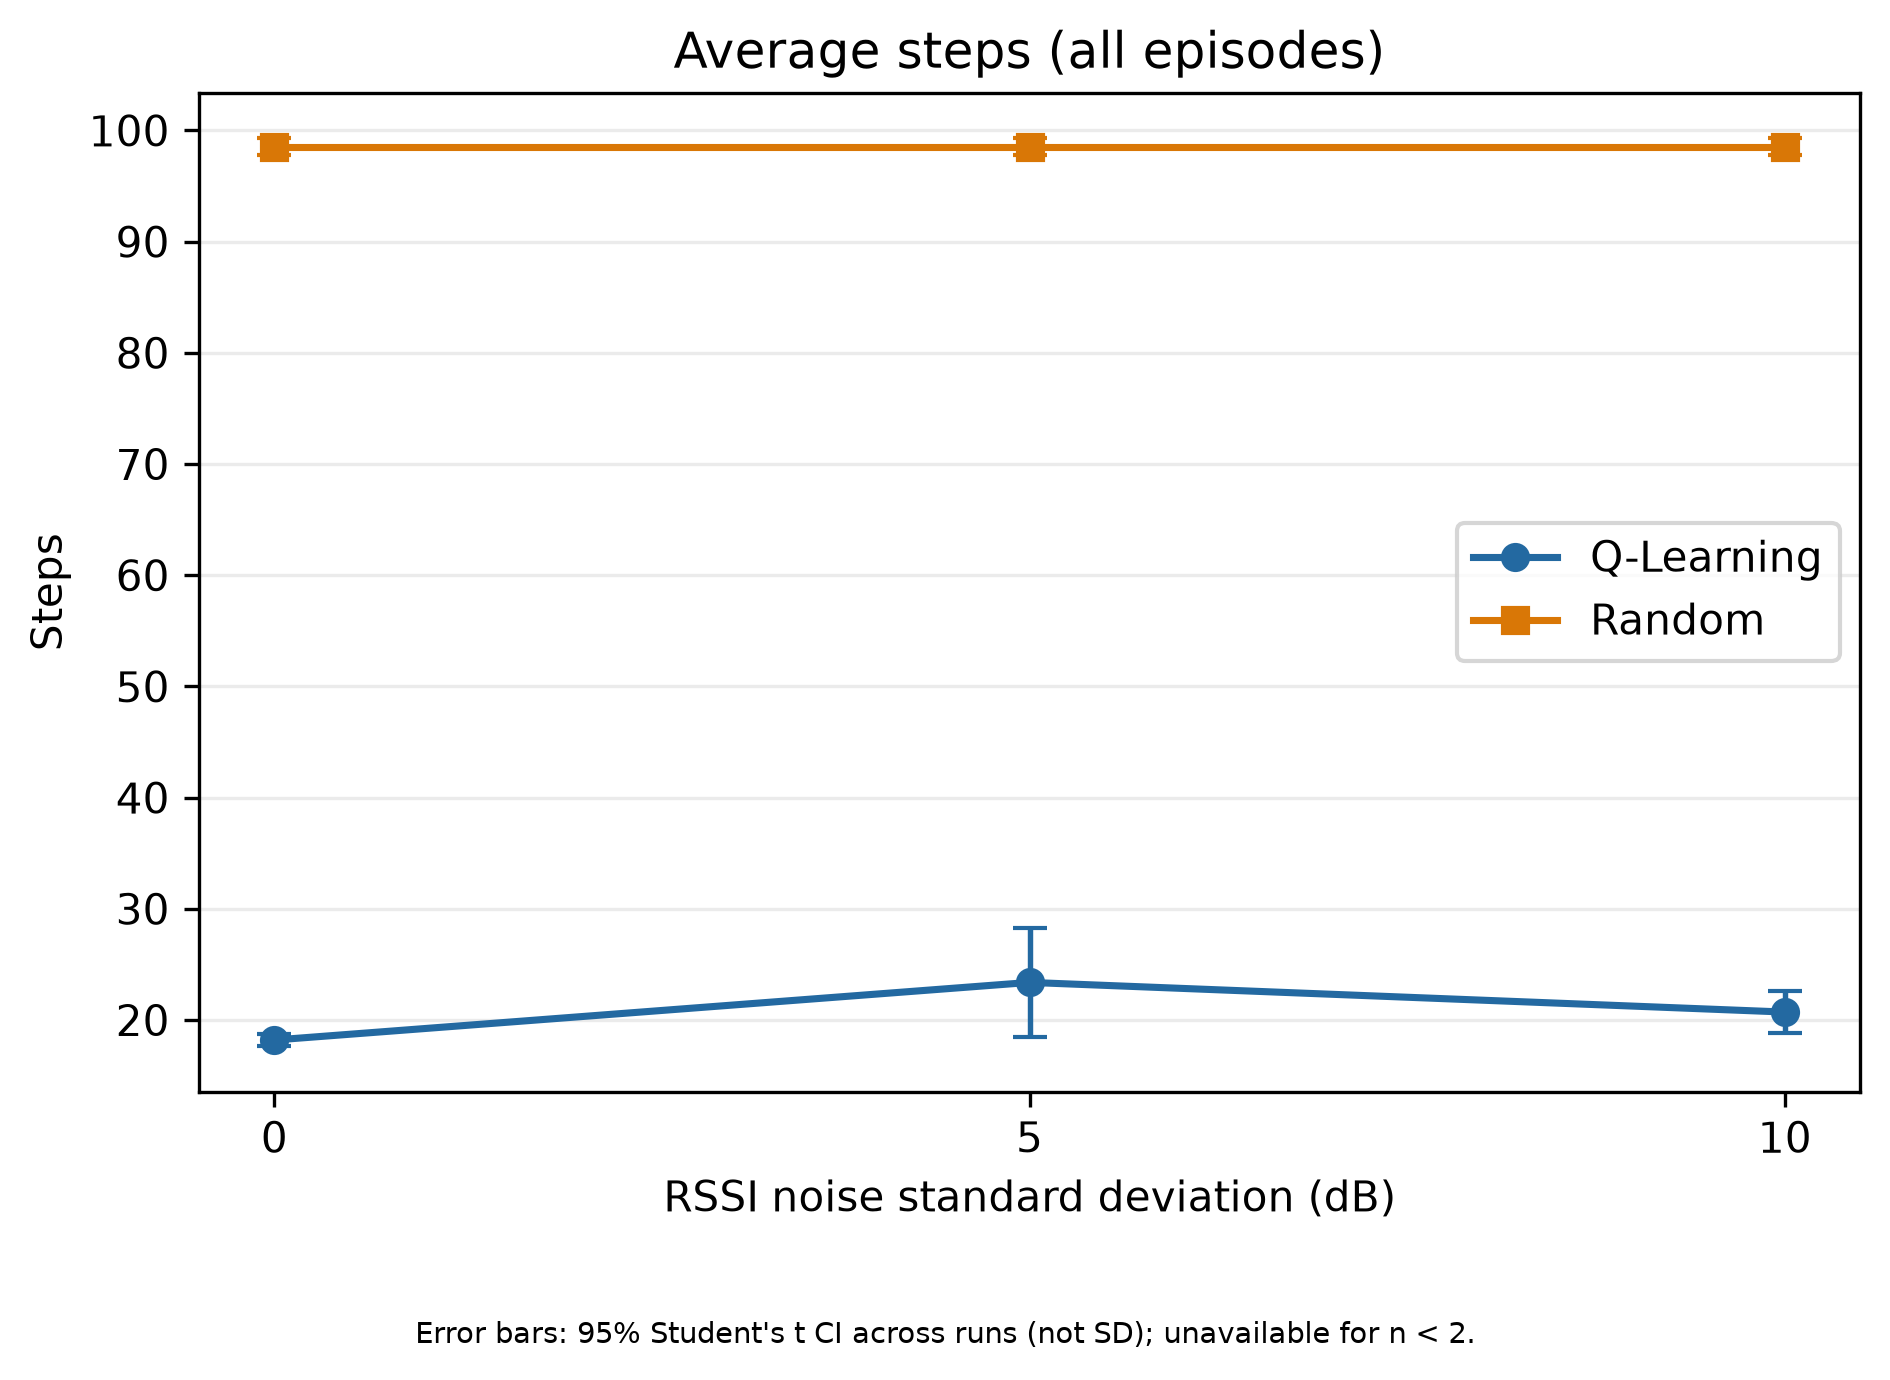 Average steps (all episodes)
100
90
80
70
60
50
40
30
20
Steps
Q-Learning
Random
0 5 10
RSSI noise standard deviation (dB)
Error bars: 95% Student's t CI across runs (not SD); unavailable for n < 2.